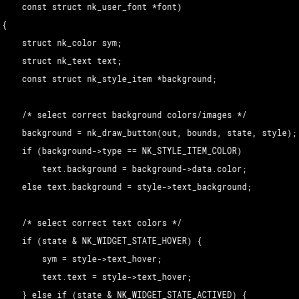 const struct nk_user_font *font)
{
struct nk_color sym;
struct nk_text text;
const struct nk_style_item *background;
/* select correct background colors/images */
background = nk_draw_button(out, bounds, state, style);
if (background->type == NK_STYLE_ITEM_COLOR)
text.background = background->data.color;
else text.background = style->text_background;
/* select correct text colors */
if (state & NK_WIDGET_STATE_HOVER) {
sym = style->text_hover;
text.text = style->text_hover;
} else if (state & NK_WIDGET_STATE_ACTIVED) {